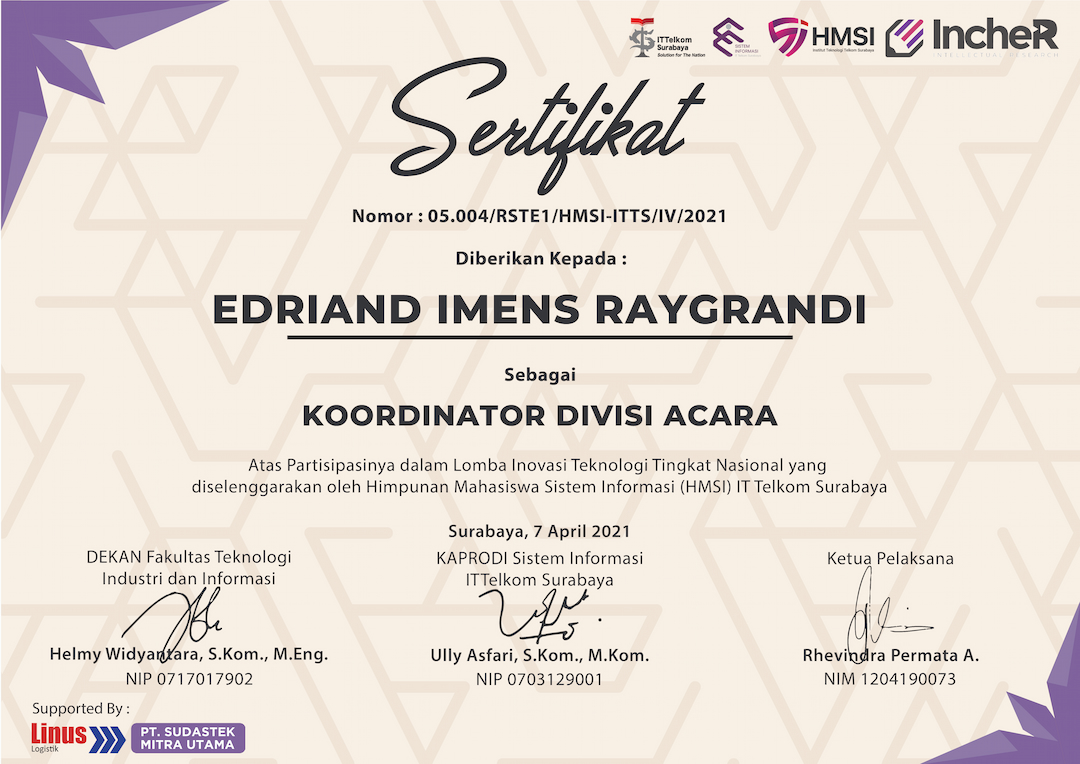 ITTelkom
Surabaya
Solution for The Nation
SISTEM
INFORMASI
HMSI
Institut Teknologi Telkom Surabaya
IncheR
Sertifikat
Nomor : 05.004/RSTE1/HMSI-ITTS/IV/2021
Diberikan Kepada :
EDRIAND IMENS RAYGRANDI
Sebagai
KOORDINATOR DIVISI ACARA
Atas Partisipasinya dalam Lomba Inovasi Teknologi Tingkat Nasional yang
diselenggarakan oleh Himpunan Mahasiswa Sistem Informasi (HMSI) IT Telkom Surabaya
Surabaya, 7 April 2021
DEKAN Fakultas Teknologi
Industri dan Informasi
Helmy Widyantara, S.Kom., M.Eng.
NIP 0717017902
KAPRODI Sistem Informasi
ITTelkom Surabaya
Ully Asfari, S.Kom., M.Kom.
NIP 0703129001
Ketua Pelaksana
Rhevindra Permata A.
NIM 1204190073
Supported By :
Linus
Logistik
PT. SUDASTEK
MITRA UTAMA